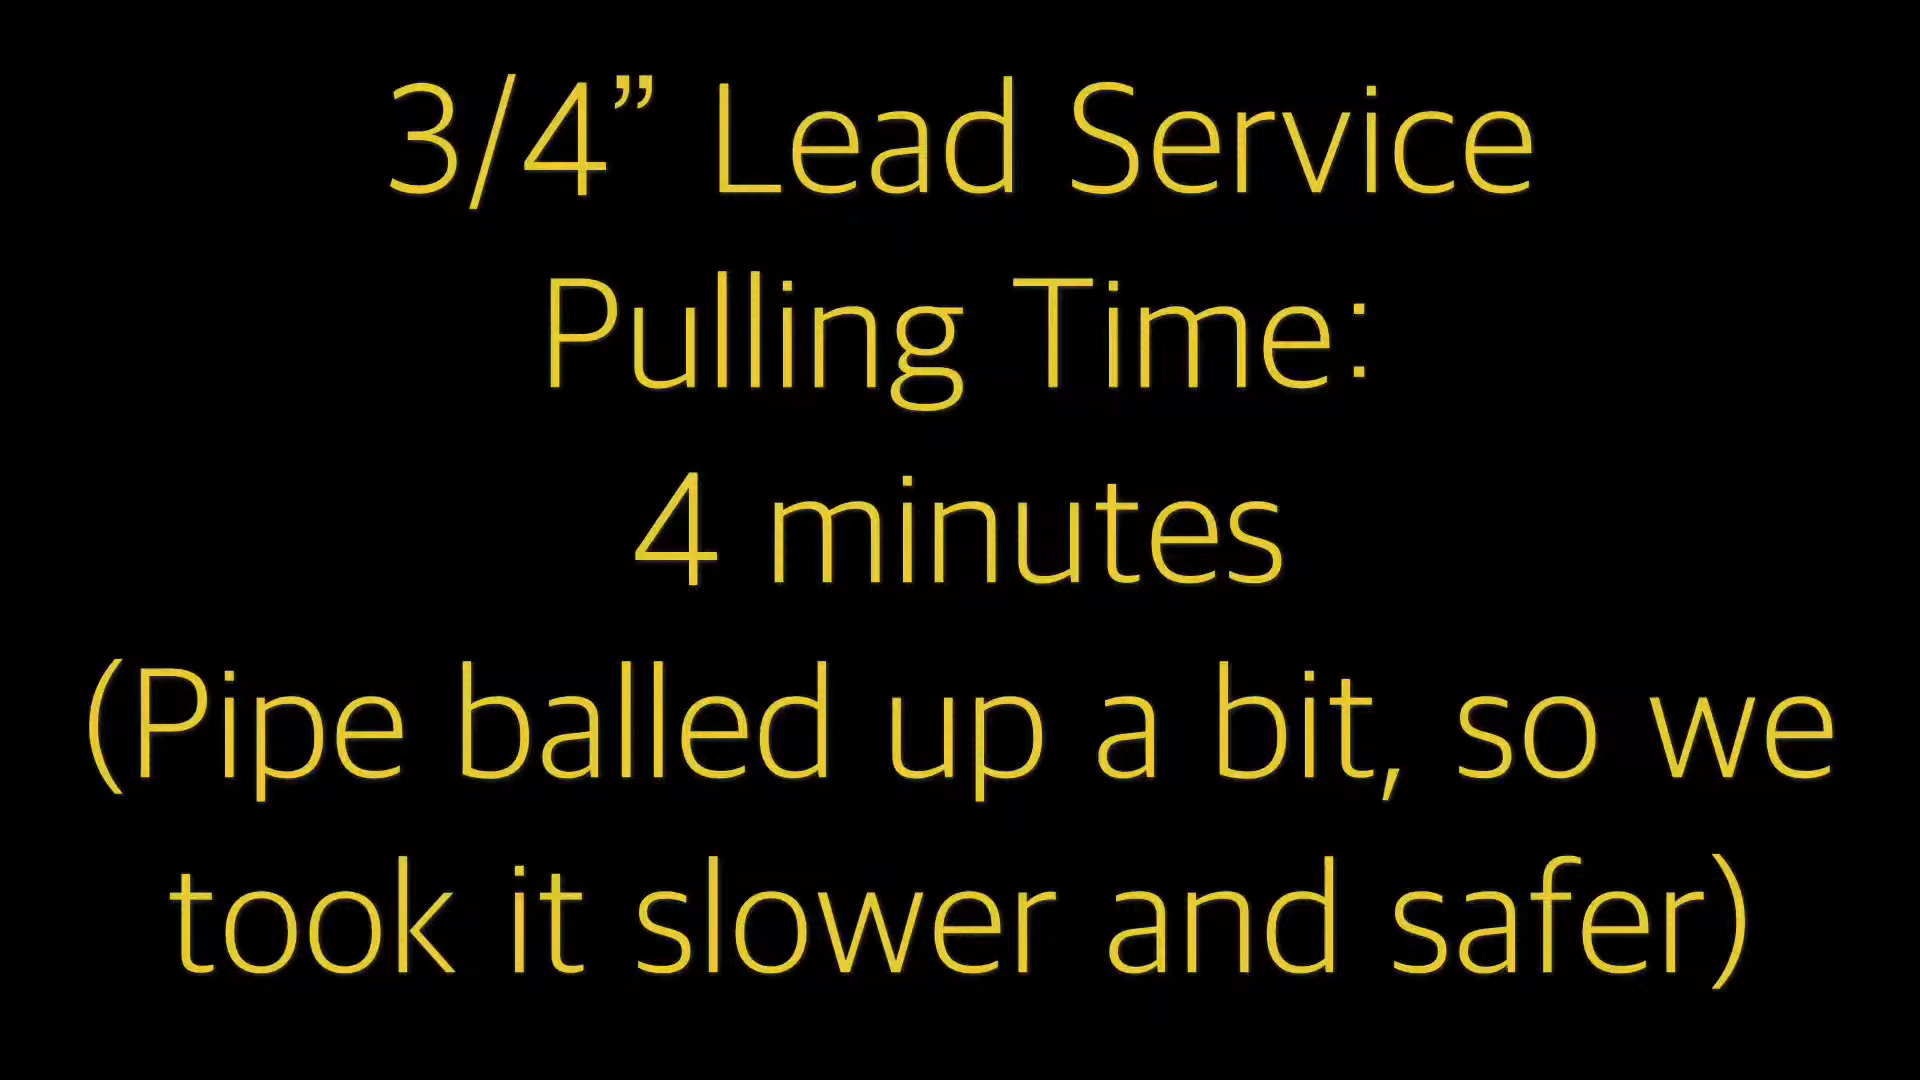 3/4” Lead Service
Pulling Time:
4 minutes
(Pipe balled up a bit, so we
took it slower and safer)